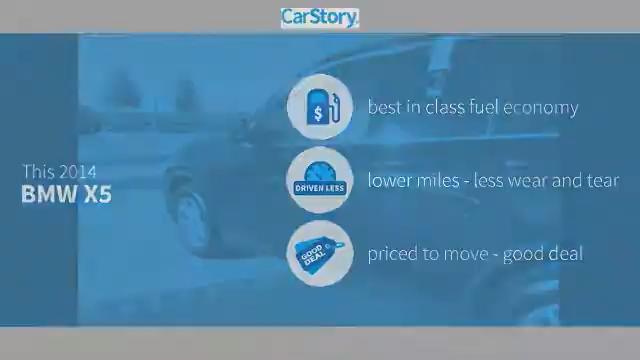 CarStory
This 2014
BMW X5
best in class fuel economy
$
lower miles - less wear and tear
DRIVEN LESS
priced to move - good deal
GOOD
DEAL